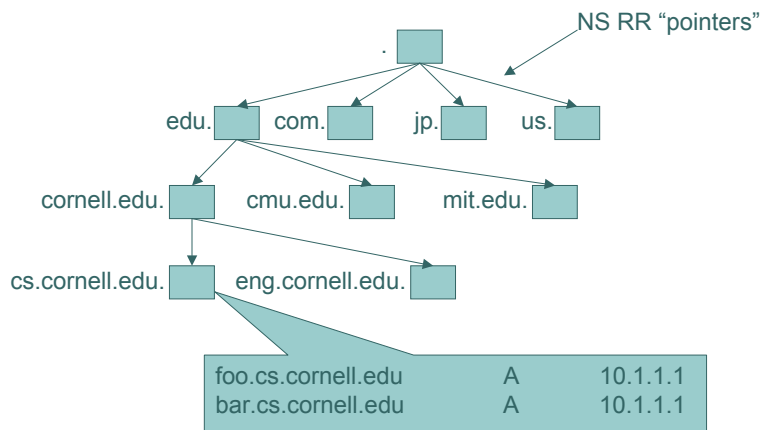 NS RR “pointers”
.
edu. com. jp. us.
cornell.edu. cmu.edu. mit.edu.
cs.cornell.edu. eng.cornell.edu.
foo.cs.cornell.edu A 10.1.1.1
bar.cs.cornell.edu A 10.1.1.1